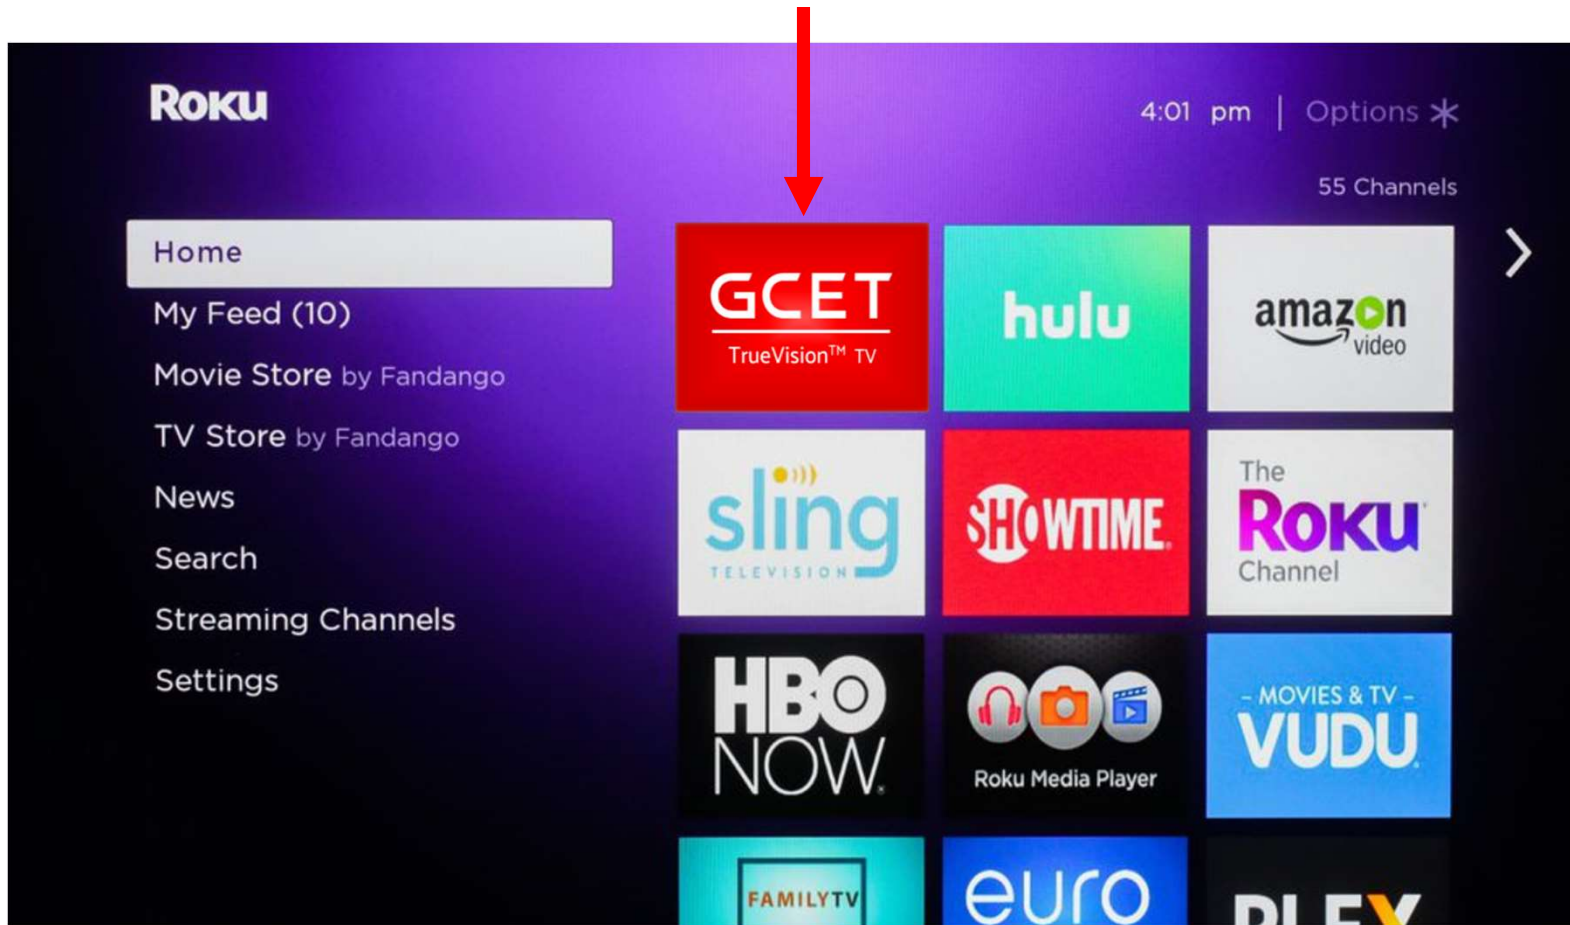 Roku
4:01 pm | Options *
55 Channels
Home
My Feed (10)
Movie Store by Fandango
TV Store by Fandango
News
Search
Streaming Channels
Settings
GCET
TrueVision™ TV
hulu
amazon
video
sling
TELEVISION
SHOWTIME.
The
Roku
Channel
HBO
NOW.
Roku Media Player
- MOVIES & TV -
VUDU
FAMILYTV
euro
PLEX